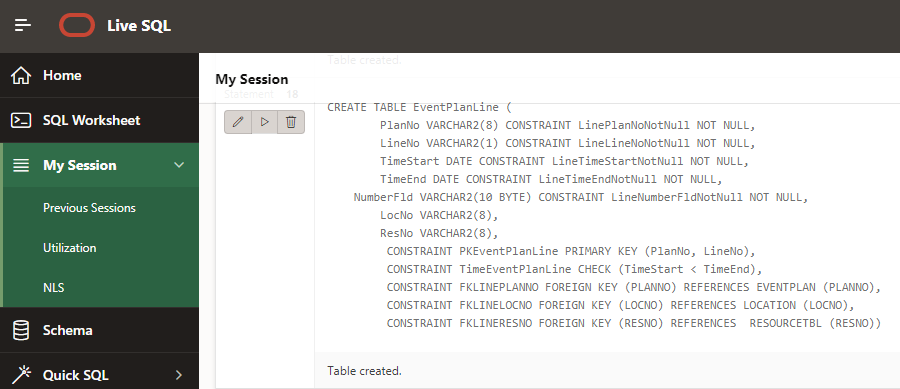 Live SQL
Home
SQL Worksheet
My Session
Previous Sessions
Utilization
NLS
Schema
Quick SQL
Table created.
My Session
Statement 18
CREATE TABLE EventPlanLine (
PlanNo VARCHAR2(8) CONSTRAINT LinePlanNoNotNull NOT NULL,
LineNo VARCHAR2(1) CONSTRAINT LineLineNoNotNull NOT NULL,
TimeStart DATE CONSTRAINT LineTimeStartNotNull NOT NULL,
TimeEnd DATE CONSTRAINT LineTimeEndNotNull NOT NULL,
NumberFld VARCHAR2(10 BYTE) CONSTRAINT LineNumberFldNotNull NOT NULL,
LocNo VARCHAR2(8),
ResNo VARCHAR2(8),
CONSTRAINT PKEventPlanLine PRIMARY KEY (PlanNo, LineNo),
CONSTRAINT TimeEventPlanLine CHECK (TimeStart < TimeEnd),
CONSTRAINT FKLINEPLANNO FOREIGN KEY (PLANNO) REFERENCES EVENTPLAN (PLANNO),
CONSTRAINT FKLINELOCNO FOREIGN KEY (LOCNO) REFERENCES LOCATION (LOCNO),
CONSTRAINT FKLINERESNO FOREIGN KEY (RESNO) REFERENCES  RESOURCETBL (RESNO))
Table created.